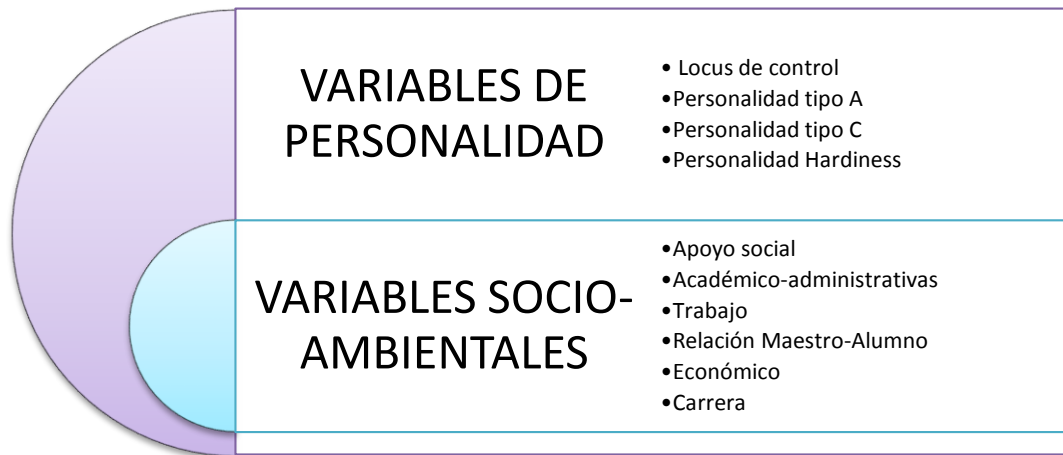 VARIABLES DE
PERSONALIDAD
• Locus de control
•Personalidad tipo A
•Personalidad tipo C
•Personalidad Hardiness
VARIABLES SOCIO-
AMBIENTALES
•Apoyo social
•Académico-administrativas
•Trabajo
•Relación Maestro-Alumno
•Económico
•Carrera